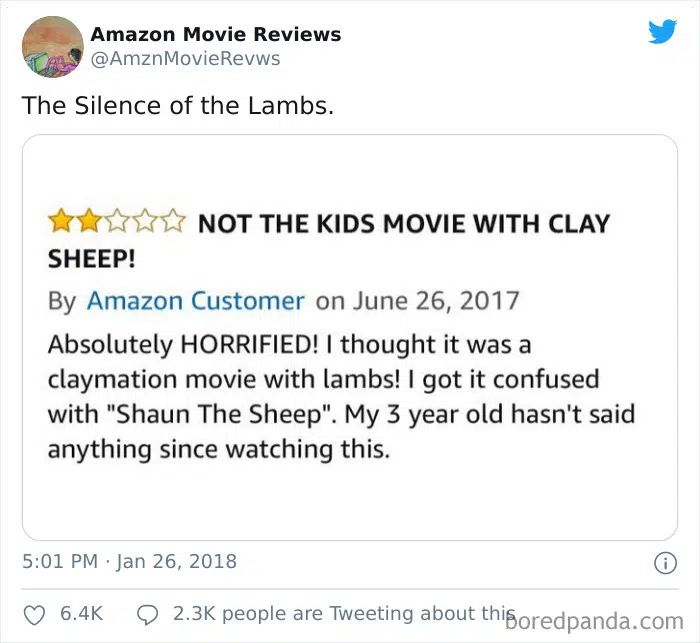 Amazon Movie Reviews
@AmznMovieRevws
The Silence of the Lambs.
NOT THE KIDS MOVIE WITH CLAY
SHEEP!
By Amazon Customer on June 26, 2017
Absolutely HORRIFIED! I thought it was a
claymation movie with lambs! I got it confused
with "Shaun The Sheep". My 3 year old hasn't said
anything since watching this.
5:01 PM · Jan 26, 2018
6.4K 2.3K people are Tweeting about this
boredpanda.com